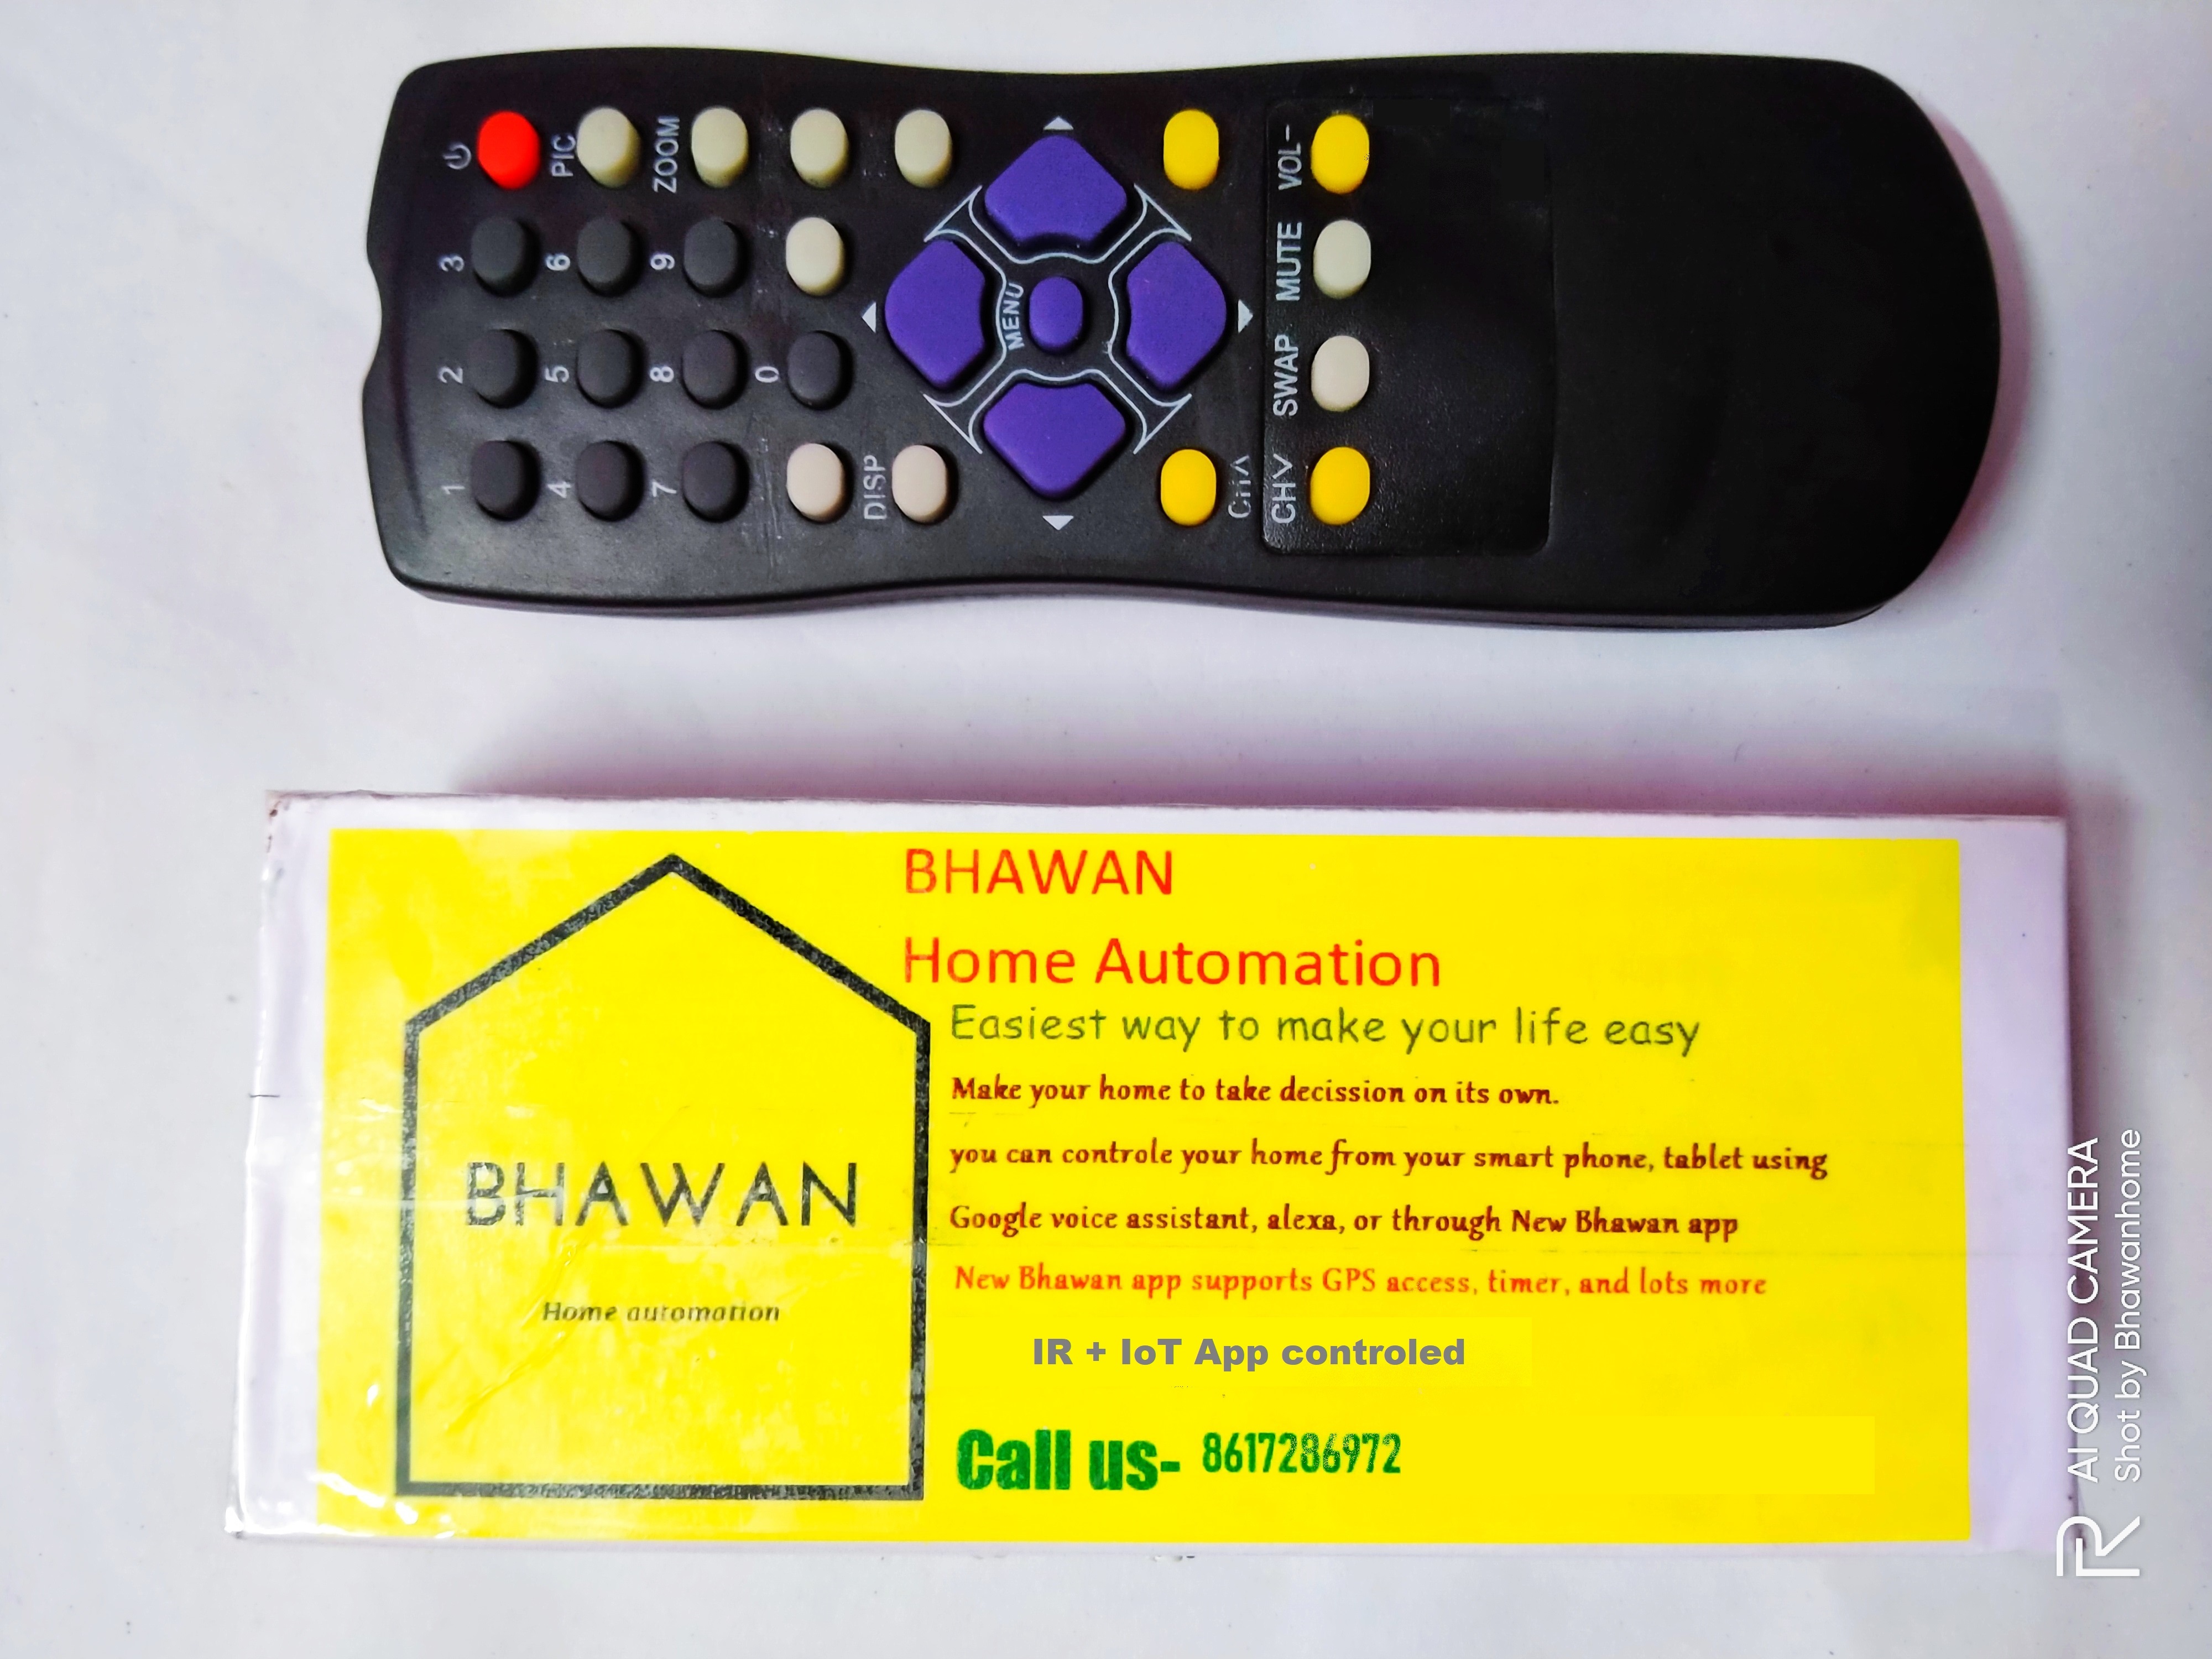 PIC
ZOOM
3
6
9
2
5
8
0
1
4
7
DISP
MENU
VOL-
MUTE
SWAP
CH
CH
BHAWAN
Home automation
BHAWAN
Home Automation
Easiest way to make your life easy
Make your home to take decission on its own.
you can controle your home from your smart phone, tablet using
Google voice assistant, alexa, or through New Bhawan app
New Bhawan app supports GPS access, timer, and lots more
IR + IoT App controled
Call us- 8617286972
AI QUAD CAMERA
Shot by Bhawanhome